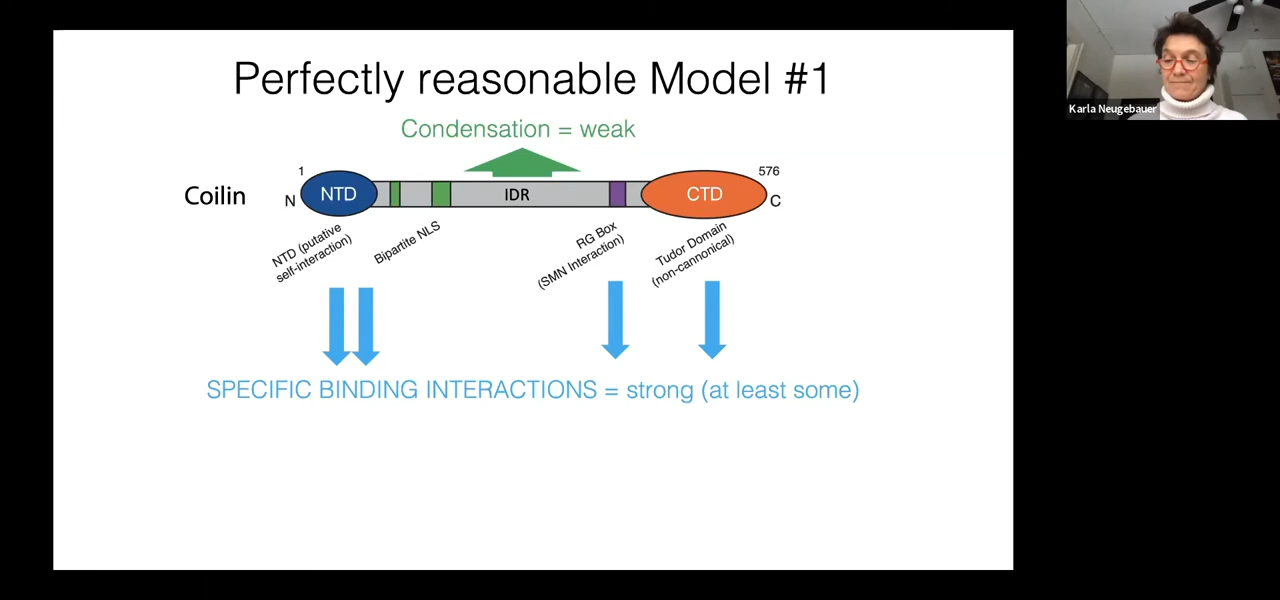 Perfectly reasonable Model #1
Karla Neugebauer
Condensation = weak
1
576
Coilin
N
NTD
IDR
CTD
C
NTD (putative
self-interaction)
Bipartite NLS
RG Box
(SMN Interaction)
Tudor Domain
(non-cannonical)
SPECIFIC BINDING INTERACTIONS = strong (at least some)